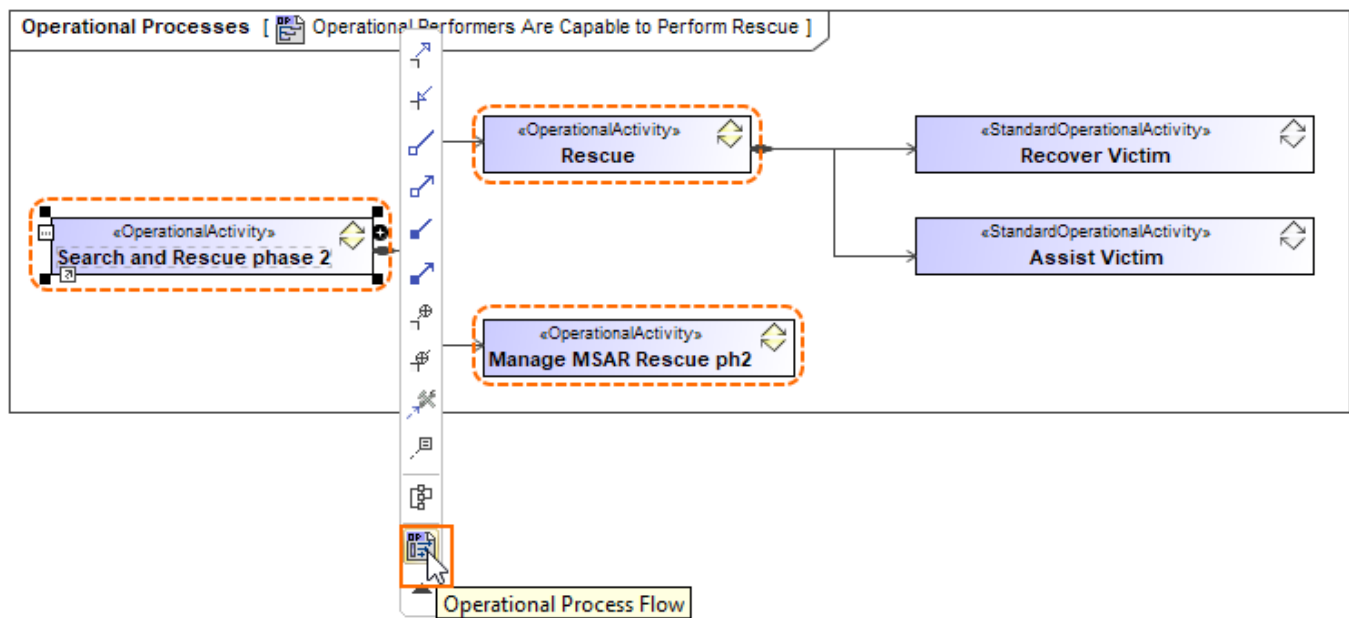 Operational Processes [ Operational Performers Are Capable to Perform Rescue ]
«OperationalActivity»
Rescue
«StandardOperationalActivity»
Recover Victim
«OperationalActivity»
Search and Rescue phase 2
«StandardOperationalActivity»
Assist Victim
«OperationalActivity»
Manage MSAR Rescue ph2
Operational Process Flow